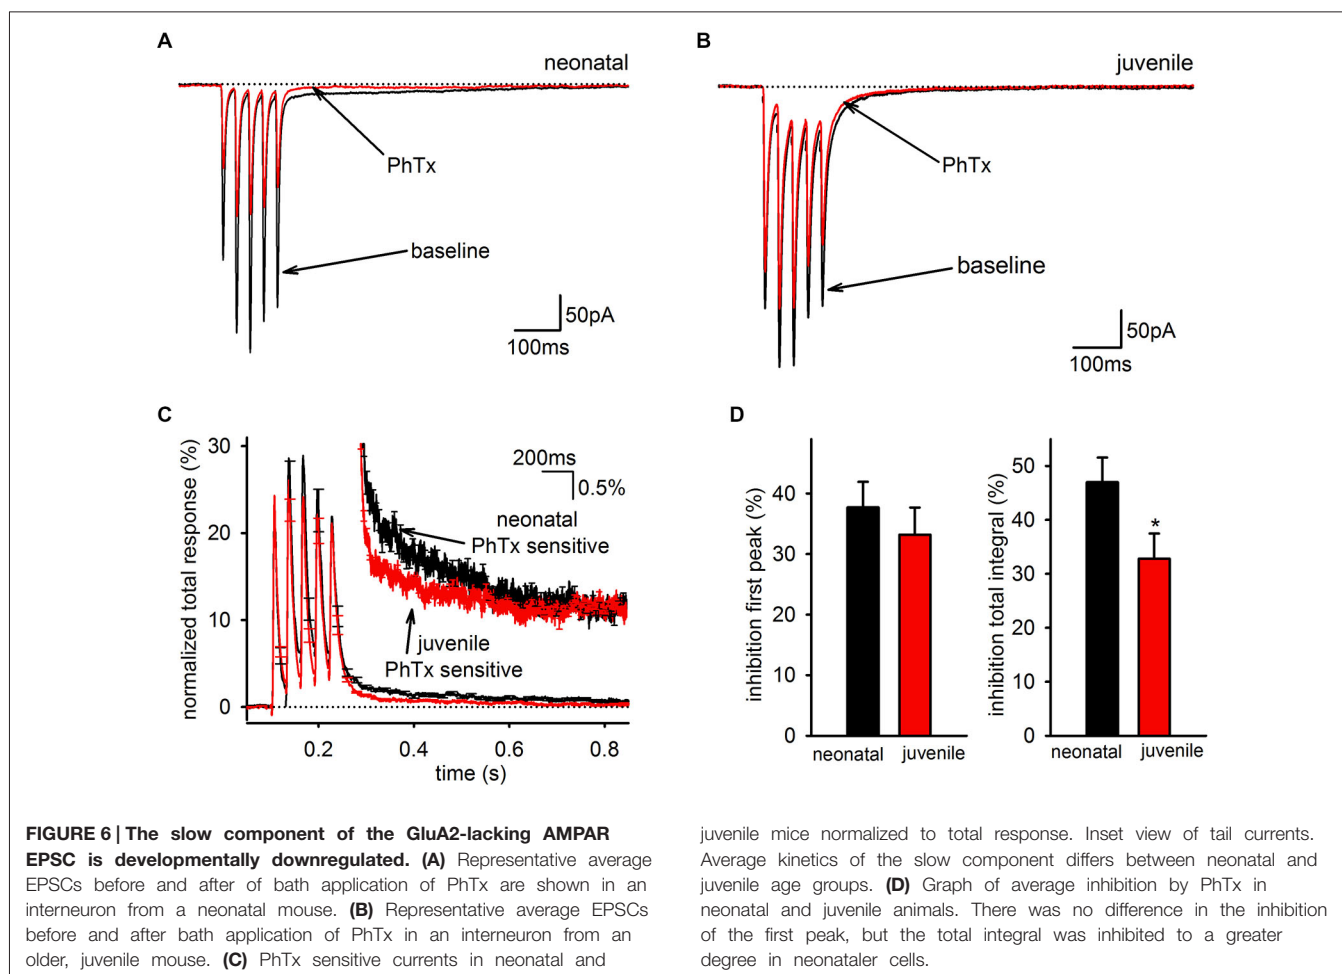 A
neonatal
PhTx
baseline
50pA
100ms
B
juvenile
PhTx
baseline
50pA
100ms
C
normalized total response (%)
30
20
10
0
0.2
0.4
0.6
0.8
time (s)
200ms
0.5%
neonatal
PhTx sensitive
juvenile
PhTx sensitive
D
inhibition first peak (%)
40
30
20
10
0
neonatal
juvenile
inhibition total integral (%)
50
40
30
20
10
0
*
neonatal
juvenile
FIGURE 6 | The slow component of the GluA2-lacking AMPAR
EPSC is developmentally downregulated. (A) Representative average
EPSCs before and after of bath application of PhTx are shown in an
interneuron from a neonatal mouse. (B) Representative average EPSCs
before and after bath application of PhTx in an interneuron from an
older, juvenile mouse. (C) PhTx sensitive currents in neonatal and
juvenile mice normalized to total response. Inset view of tail currents.
Average kinetics of the slow component differs between neonatal and
juvenile age groups. (D) Graph of average inhibition by PhTx in
neonatal and juvenile animals. There was no difference in the inhibition
of the first peak, but the total integral was inhibited to a greater
degree in neonataler cells.